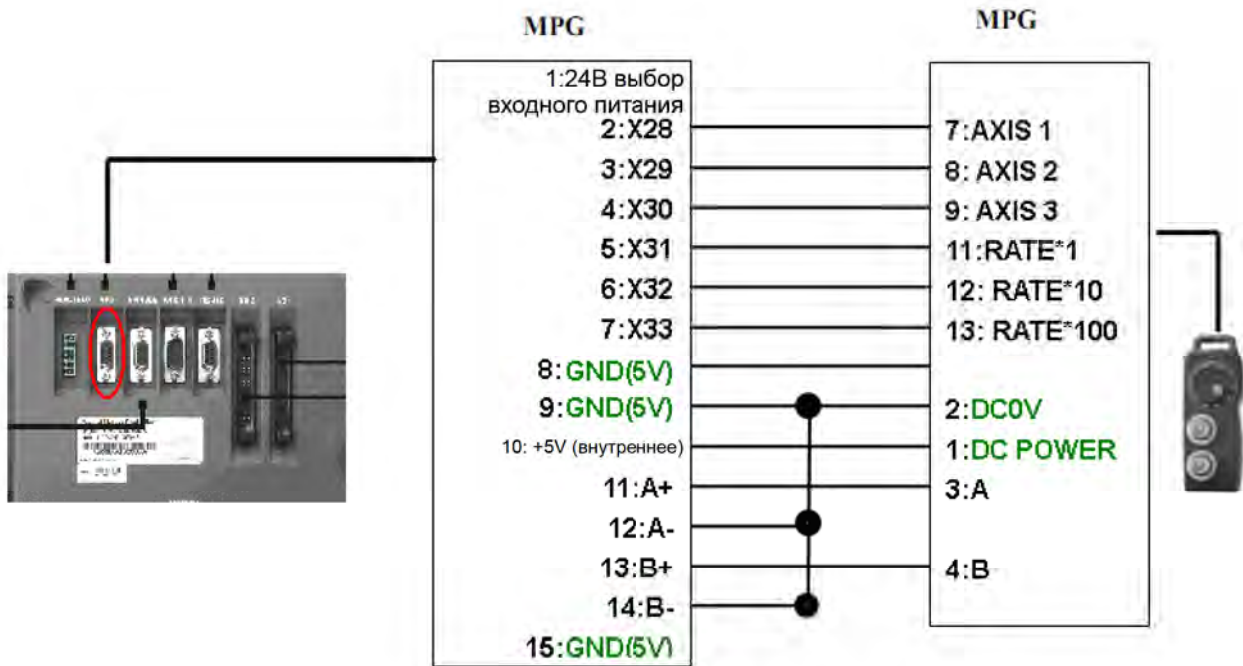 MPG
MPG
1:24В выбор
входного питания
2:X28
3:X29
4:X30
5:X31
6:X32
7:X33
8:GND(5V)
9:GND(5V)
10: +5V (внутреннее)
11:A+
12:A-
13:B+
14:B-
15:GND(5V)
7:AXIS 1
8: AXIS 2
9: AXIS 3
11:RATE*1
12: RATE*10
13: RATE*100
2:DC0V
1:DC POWER
3:A
4:B